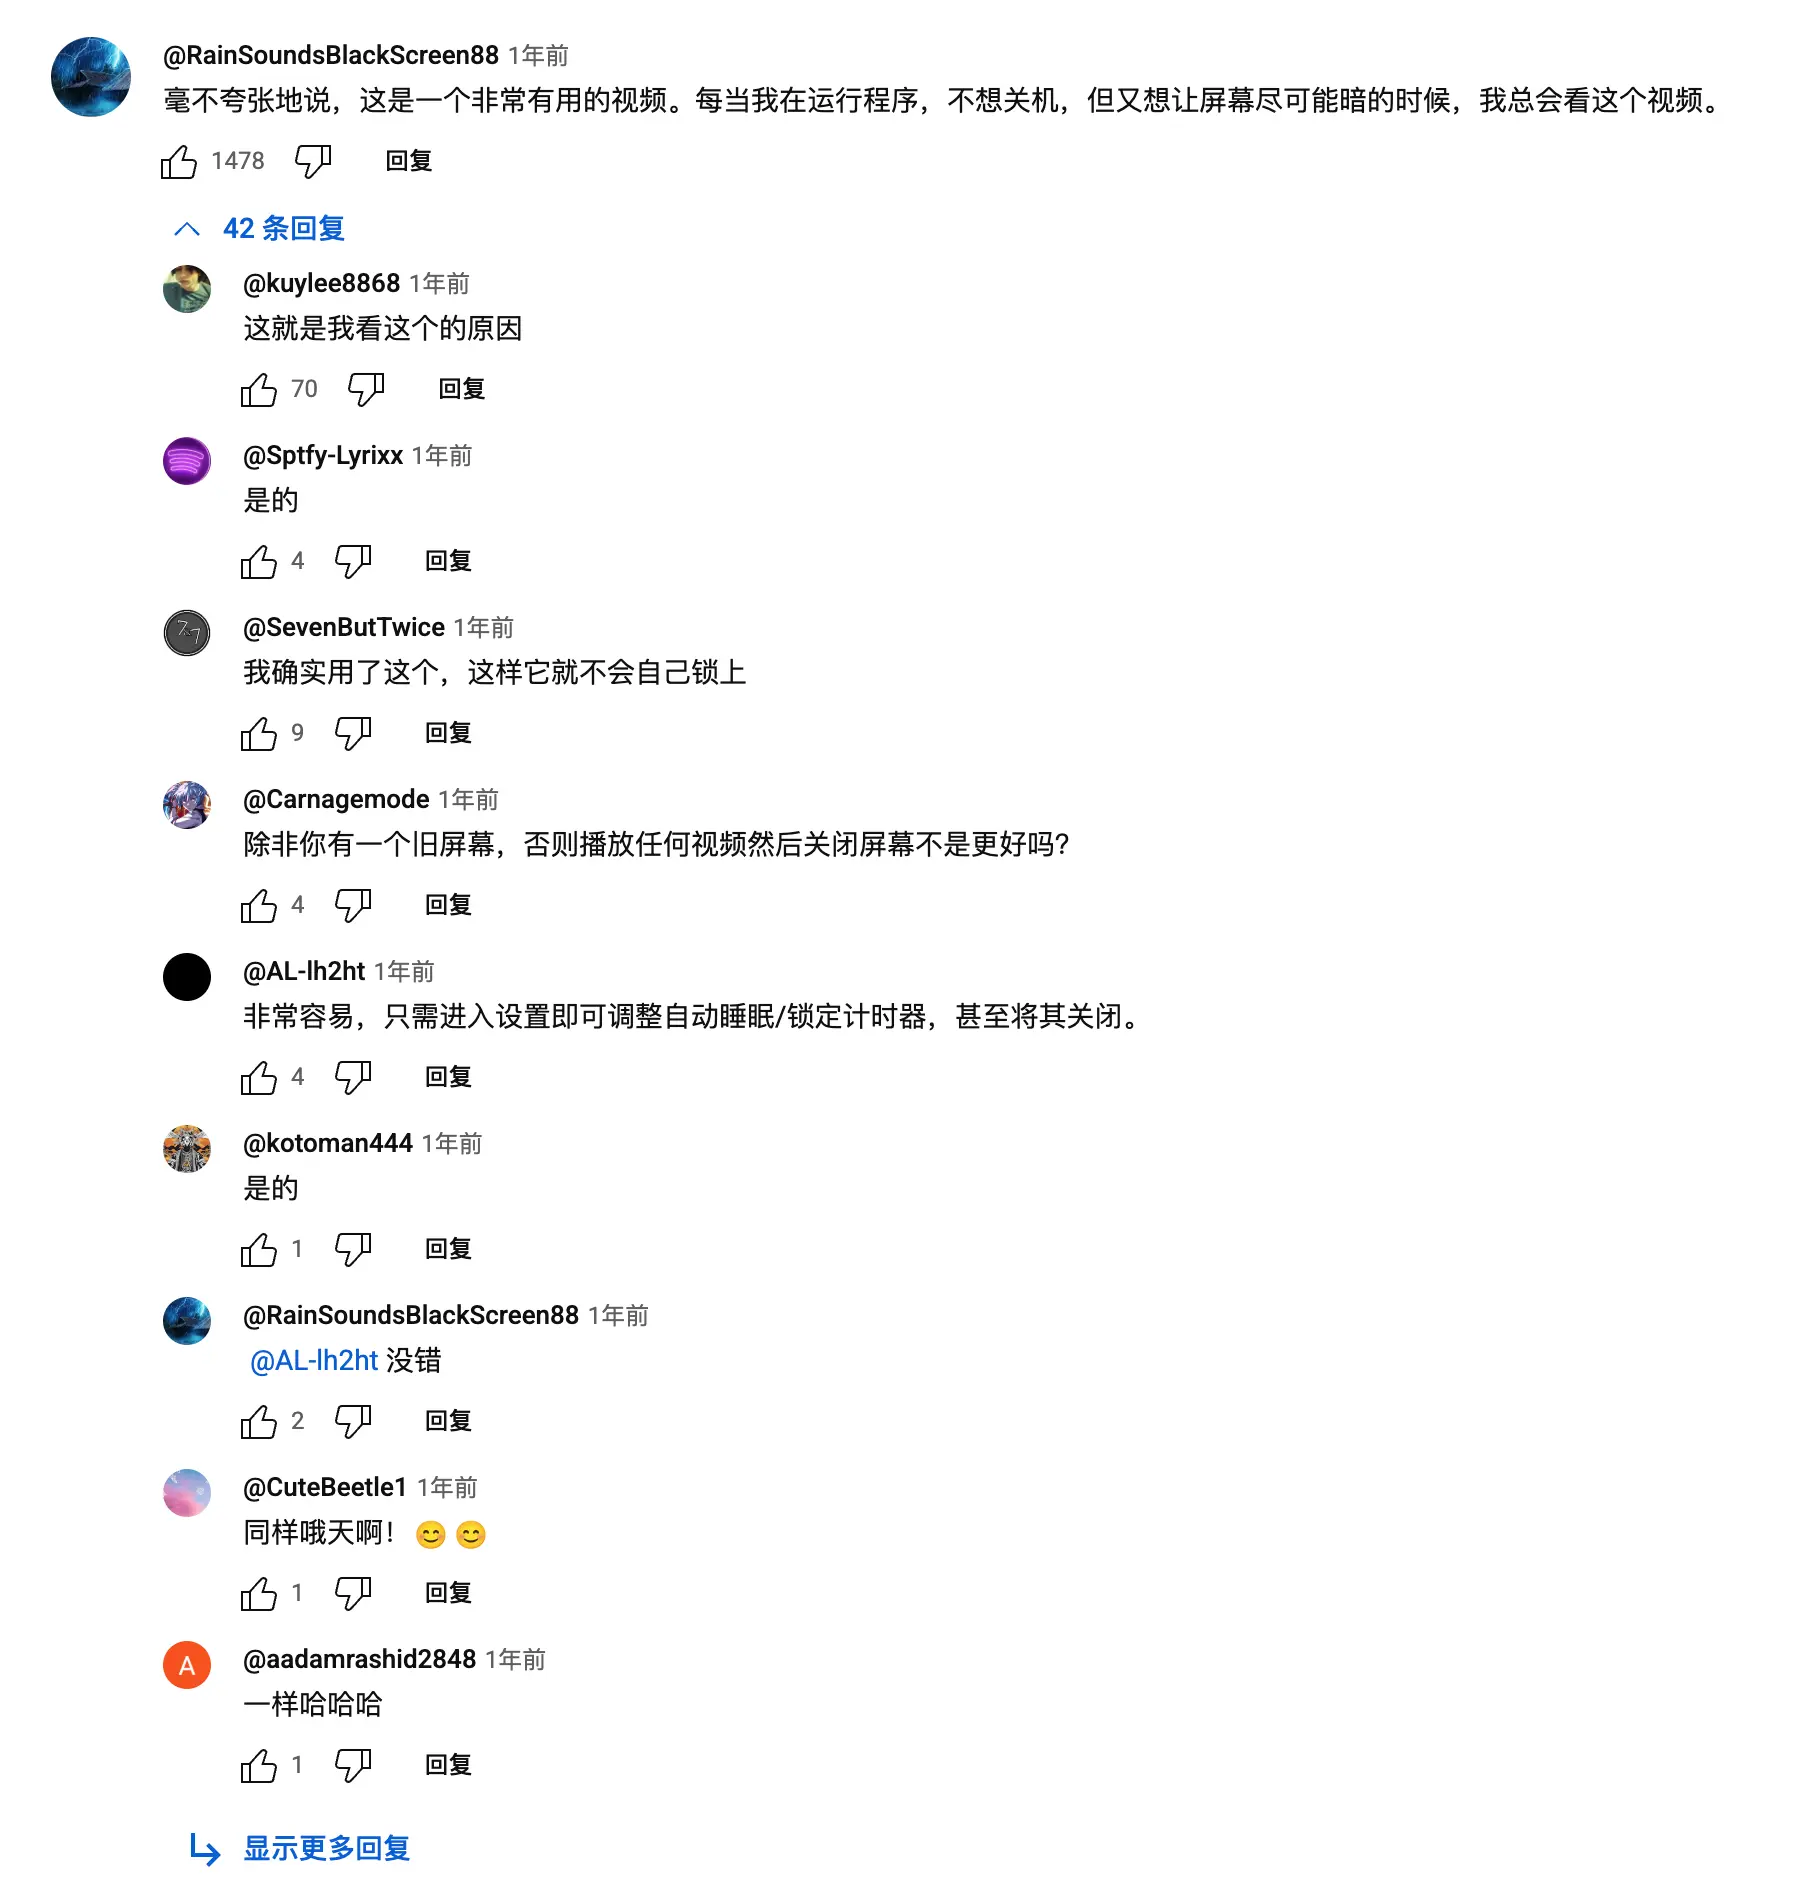 @RainSoundsBlackScreen88 1年前
毫不夸张地说，这是一个非常有用的视频。每当我在运行程序，不想关机，但又想让屏幕尽可能暗的时候，我总会看这个视频。
1478 回复
42 条回复
@kuylee8868 1年前
这就是我看这个的原因
70 回复
@Sptfy-Lyrixx 1年前
是的
4 回复
@SevenButTwice 1年前
我确实用了这个，这样它就不会自己锁上
9 回复
@Carnagemode 1年前
除非你有一个旧屏幕，否则播放任何视频然后关闭屏幕不是更好吗？
4 回复
@AL-lh2ht 1年前
非常容易，只需进入设置即可调整自动睡眠/锁定计时器，甚至将其关闭。
4 回复
@kotoman444 1年前
是的
1 回复
@RainSoundsBlackScreen88 1年前
@AL-lh2ht 没错
2 回复
@CuteBeetle1 1年前
同样哦天啊！😊😊
1 回复
A
@aadamrashid2848 1年前
一样哈哈哈
1 回复
显示更多回复